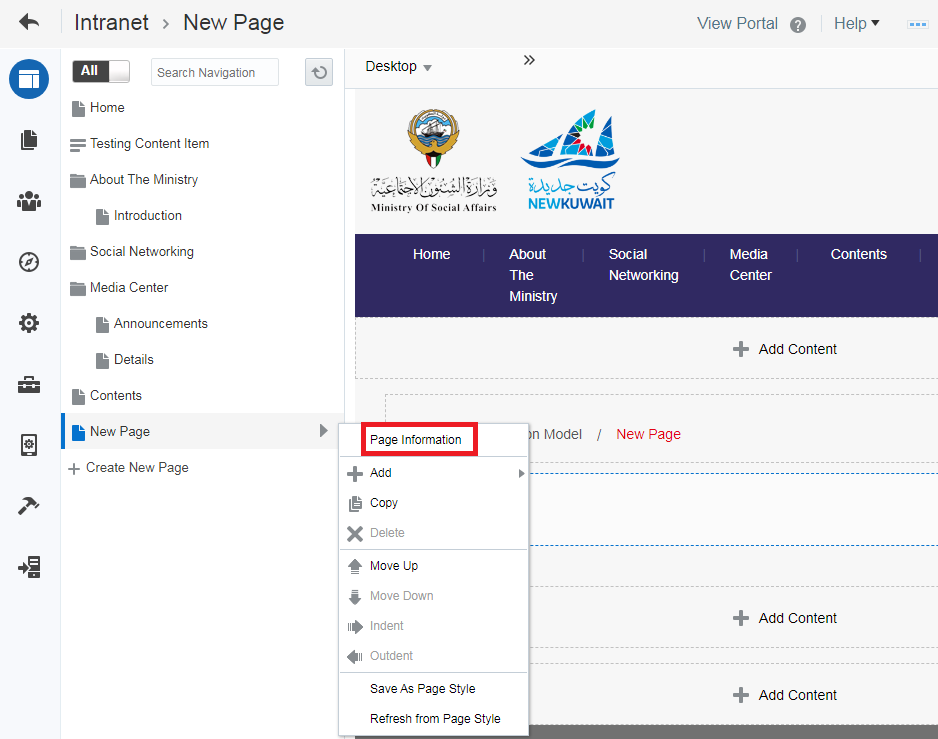 Intranet > New Page
View Portal
?
Help
All
Search Navigation
Home
Testing Content Item
About The Ministry
Introduction
Social Networking
Media Center
Announcements
Details
Contents
New Page
Create New Page
Desktop
»
وزارة الشئون الاجتماعية
Ministry Of Social Affairs
كويت جديدة
NEWKUWAIT
Home
About
The
Ministry
Social
Networking
Media
Center
Contents
Add Content
on Model / New Page
Page Information
Add
Copy
Delete
Move Up
Move Down
Indent
Outdent
Save As Page Style
Refresh from Page Style
Add Content
Add Content